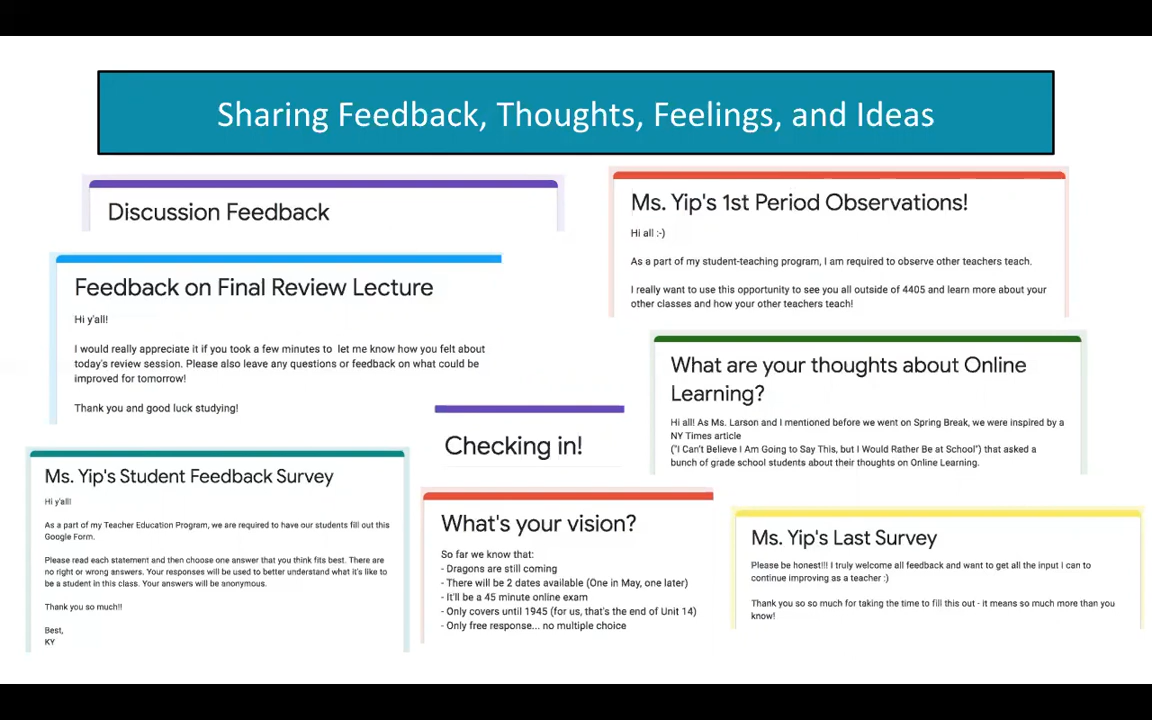 Sharing Feedback, Thoughts, Feelings, and Ideas
Discussion Feedback
Feedback on Final Review Lecture
Hi y'all!
I would really appreciate it if you took a few minutes to let me know how you felt about
today's review session. Please also leave any questions or feedback on what could be
improved for tomorrow!
Thank you and good luck studying!
Ms. Yip's 1st Period Observations!
Hi all :-)
As a part of my student-teaching program, I am required to observe other teachers teach.
I really want to use this opportunity to see you all outside of 4405 and learn more about your
other classes and how your other teachers teach!
What are your thoughts about Online
Learning?
Hi all! As Ms. Larson and I mentioned before we went on Spring Break, we were inspired by a
NY Times article
("I Can't Believe I Am Going to Say This, but I Would Rather Be at School") that asked a
bunch of grade school students about their thoughts on Online Learning.
Checking in!
Ms. Yip's Student Feedback Survey
Hi y'all!
As a part of my Teacher Education Program, we are required to have our students fill out this
Google Form.
Please read each statement and then choose one answer that you think fits best. There are
no right or wrong answers. Your responses will be used to better understand what it's like to
be a student in this class. Your answers will be anonymous.
Thank you so much!!
Best,
KY
What's your vision?
So far we know that:
- Dragons are still coming
- There will be 2 dates available (One in May, one later)
- It'll be a 45 minute online exam
- Only covers until 1945 (for us, that's the end of Unit 14)
- Only free response... no multiple choice
Ms. Yip's Last Survey
Please be honest!!! I truly welcome all feedback and want to get all the input I can to
continue improving as a teacher :)
Thank you so so much for taking the time to fill this out - it means so much more than you
know!